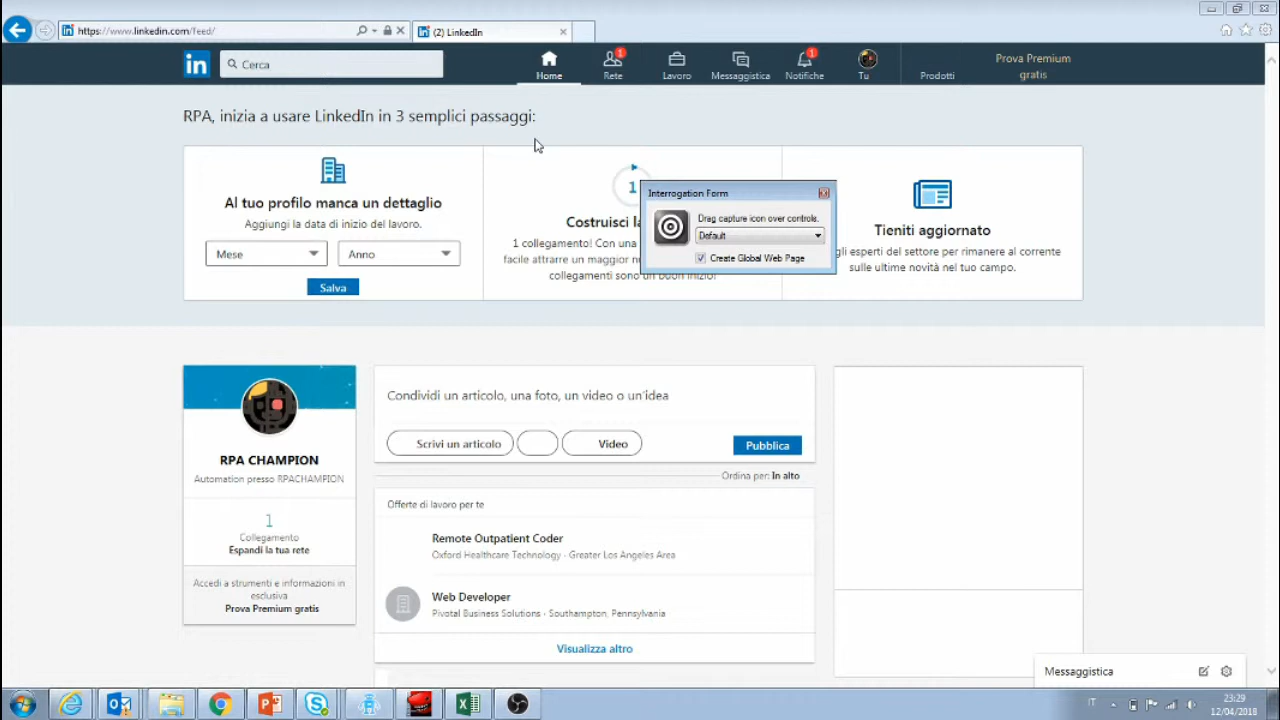 https://www.linkedin.com/feed/
(2) LinkedIn
in
Cerca
Home
Rete
1
Lavoro
Messaggistica
Notifiche
1
Tu
Prodotti
Prova Premium
gratis
RPA, inizia a usare LinkedIn in 3 semplici passaggi:
Al tuo profilo manca un dettaglio
Aggiungi la data di inizio del lavoro.
Mese
Anno
Salva
1
Costruisci la
1 collegamento! Con una
facile attrarre un maggior
collegamenti sono un buon inizio!
Interrogation Form
Drag capture icon over controls.
Default
Create Global Web Page
Tieniti aggiornato
gli esperti del settore per rimanere al corrente
sulle ultime novità nel tuo campo.
RPA CHAMPION
Automation presso RPACHAMPION
1
Collegamento
Espandi la tua rete
Accedi a strumenti e informazioni in
esclusiva
Prova Premium gratis
Condividi un articolo, una foto, un video o un'idea
Scrivi un articolo
Video
Pubblica
Ordina per: In alto
Offerte di lavoro per te
Remote Outpatient Coder
Oxford Healthcare Technology - Greater Los Angeles Area
Web Developer
Pivotal Business Solutions - Southampton, Pennsylvania
Visualizza altro
Messaggistica
IT
23:29
12/04/2018